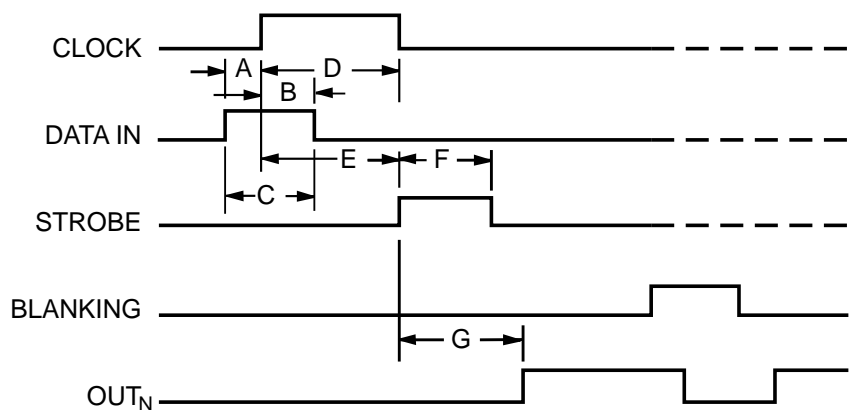 CLOCK
A D
B
DATA IN
E F
C
STROBE
BLANKING
G
OUTN